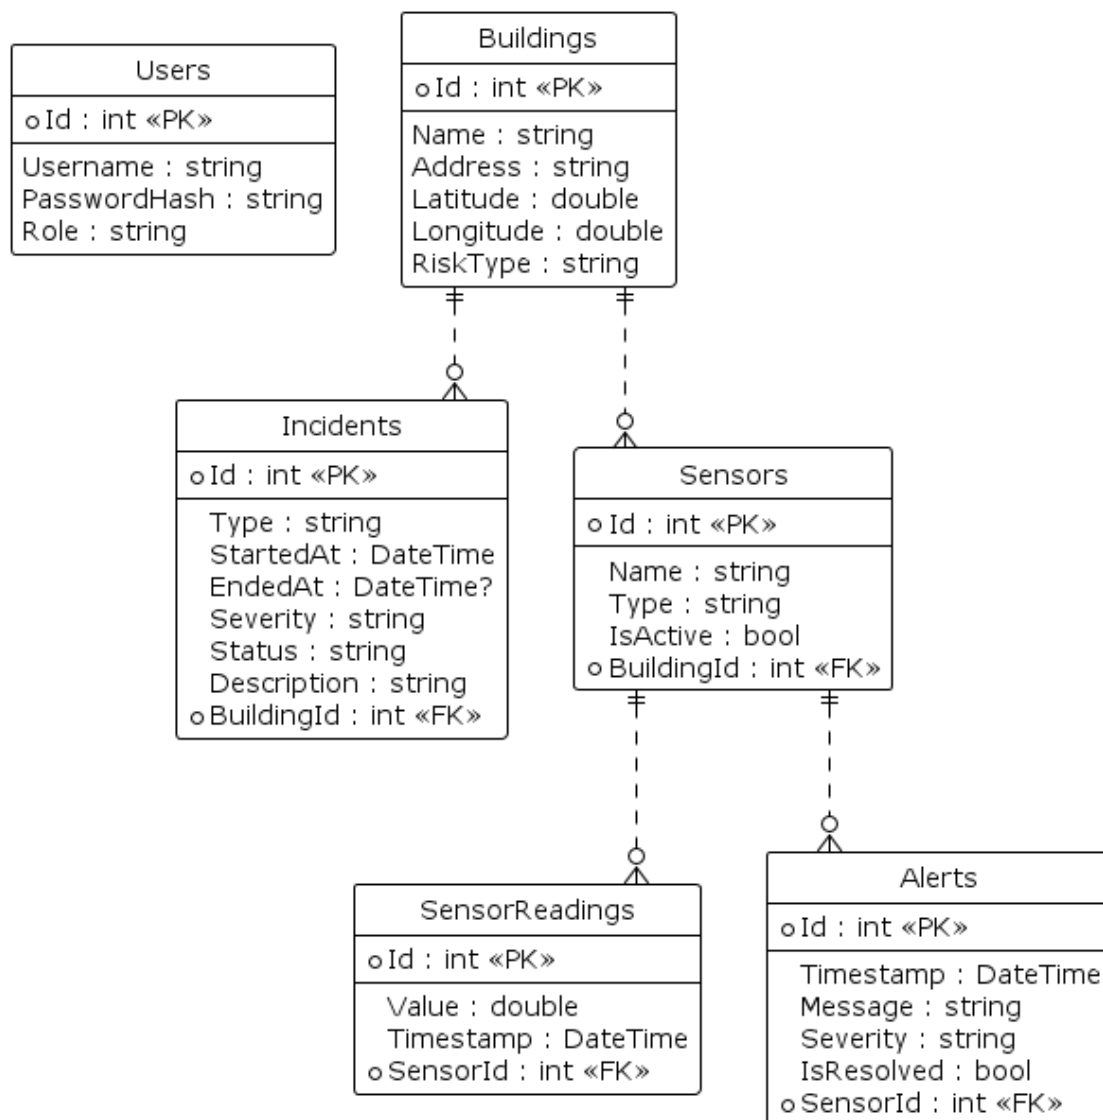 Users
Id : int «PK»
Username : string
PasswordHash : string
Role : string
Buildings
Id : int «PK»
Name : string
Address : string
Latitude : double
Longitude : double
RiskType : string
Incidents
Id : int «PK»
Type : string
StartedAt : DateTime
EndedAt : DateTime?
Severity : string
Status : string
Description : string
BuildingId : int «FK»
Sensors
Id : int «PK»
Name : string
Type : string
IsActive : bool
BuildingId : int «FK»
SensorReadings
Id : int «PK»
Value : double
Timestamp : DateTime
SensorId : int «FK»
Alerts
Id : int «PK»
Timestamp : DateTime
Message : string
Severity : string
IsResolved : bool
SensorId : int «FK»